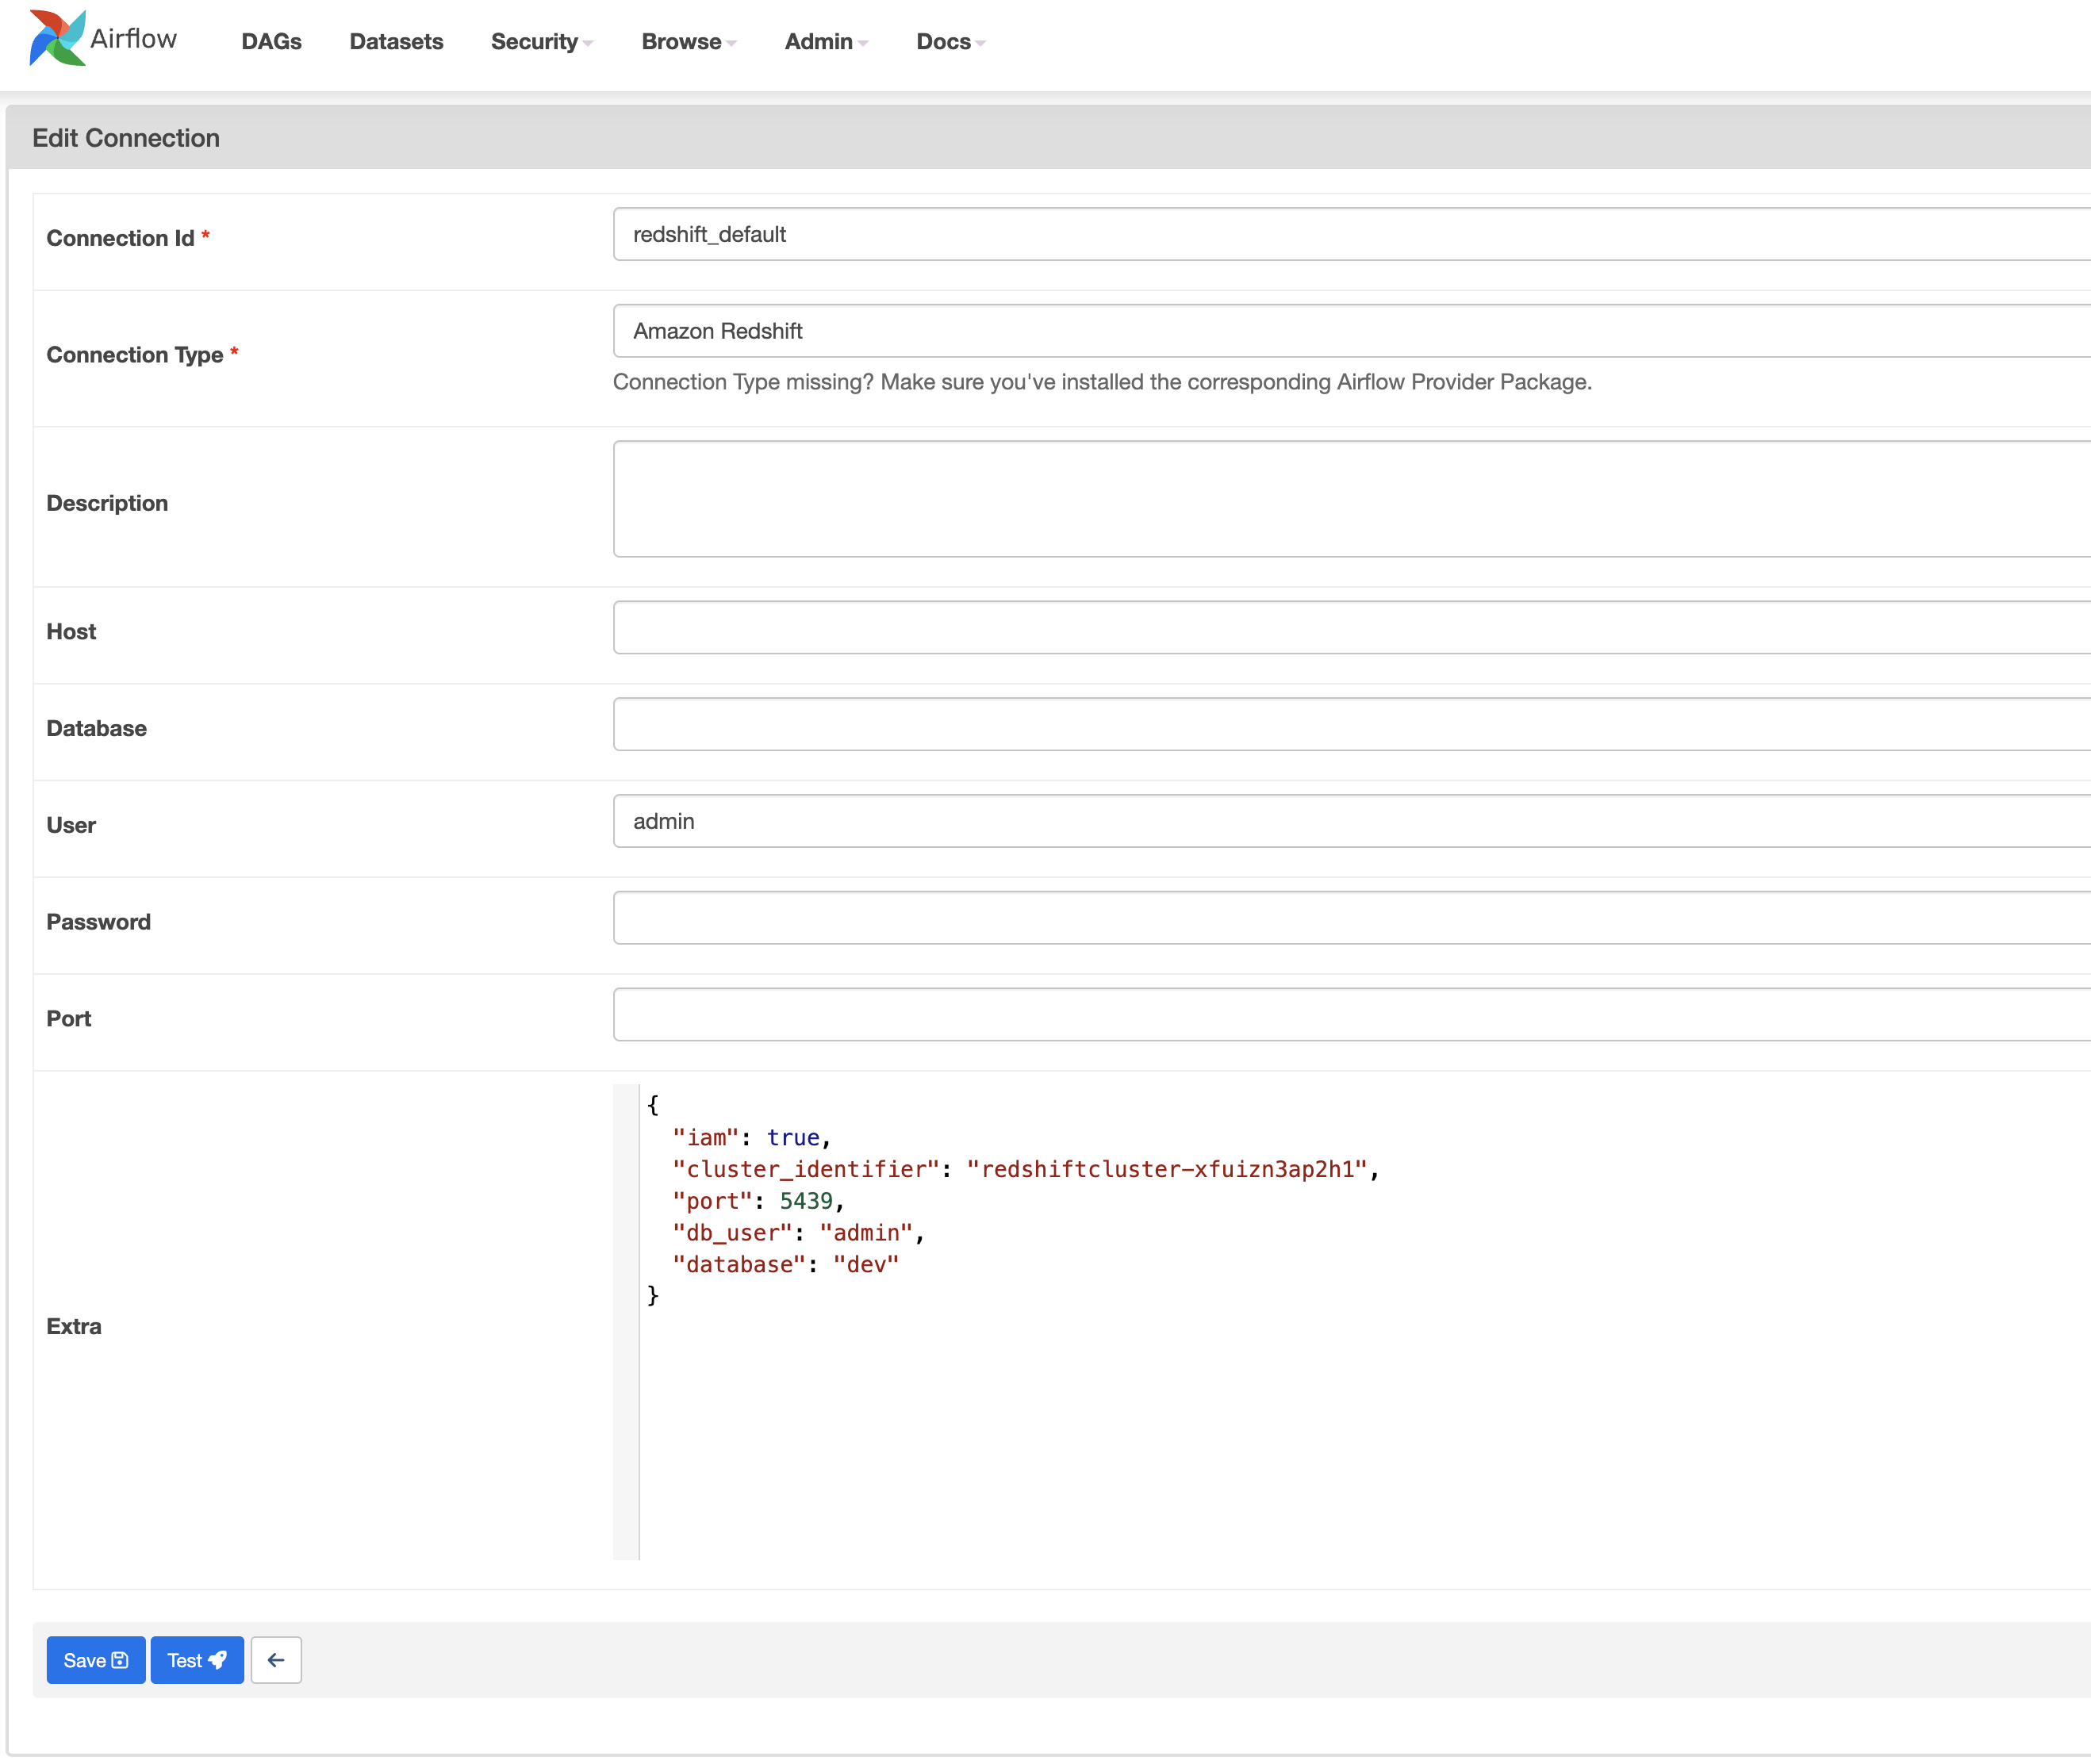 Airflow
DAGs Datasets Security Browse Admin Docs
Edit Connection
Connection Id *
redshift_default
Connection Type *
Amazon Redshift
Connection Type missing? Make sure you've installed the corresponding Airflow Provider Package.
Description
Host
Database
User
admin
Password
Port
Extra
{
  "iam": true,
  "cluster_identifier": "redshiftcluster-xfuizn3ap2h1",
  "port": 5439,
  "db_user": "admin",
  "database": "dev"
}
Save Test